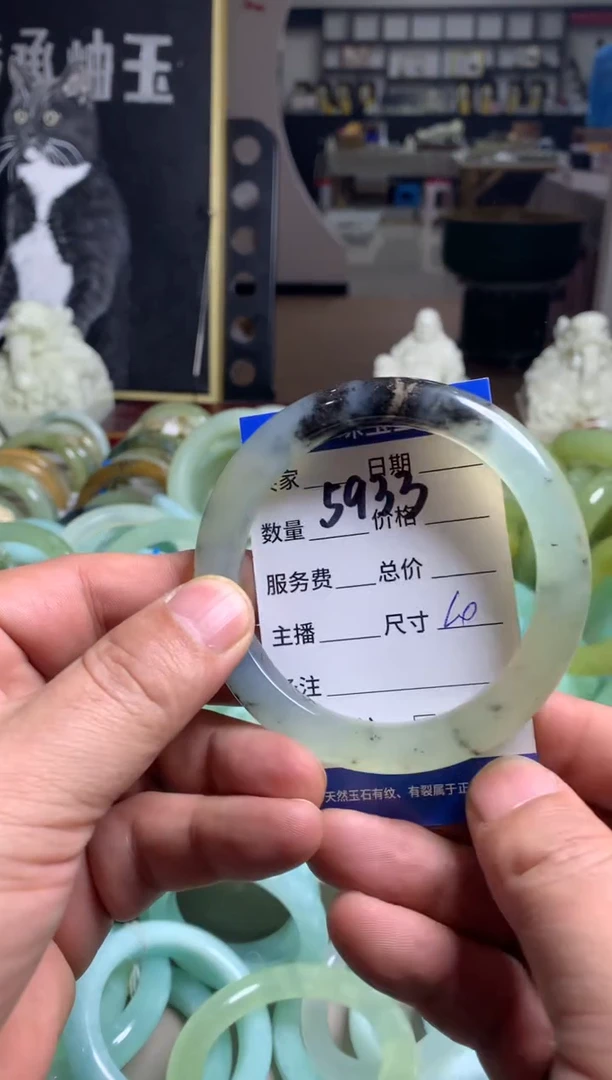 承岫玉
家 日期
5933
数量 价格
服务费 总价
主播 尺寸 60
注
天然玉石有纹、有裂属于正